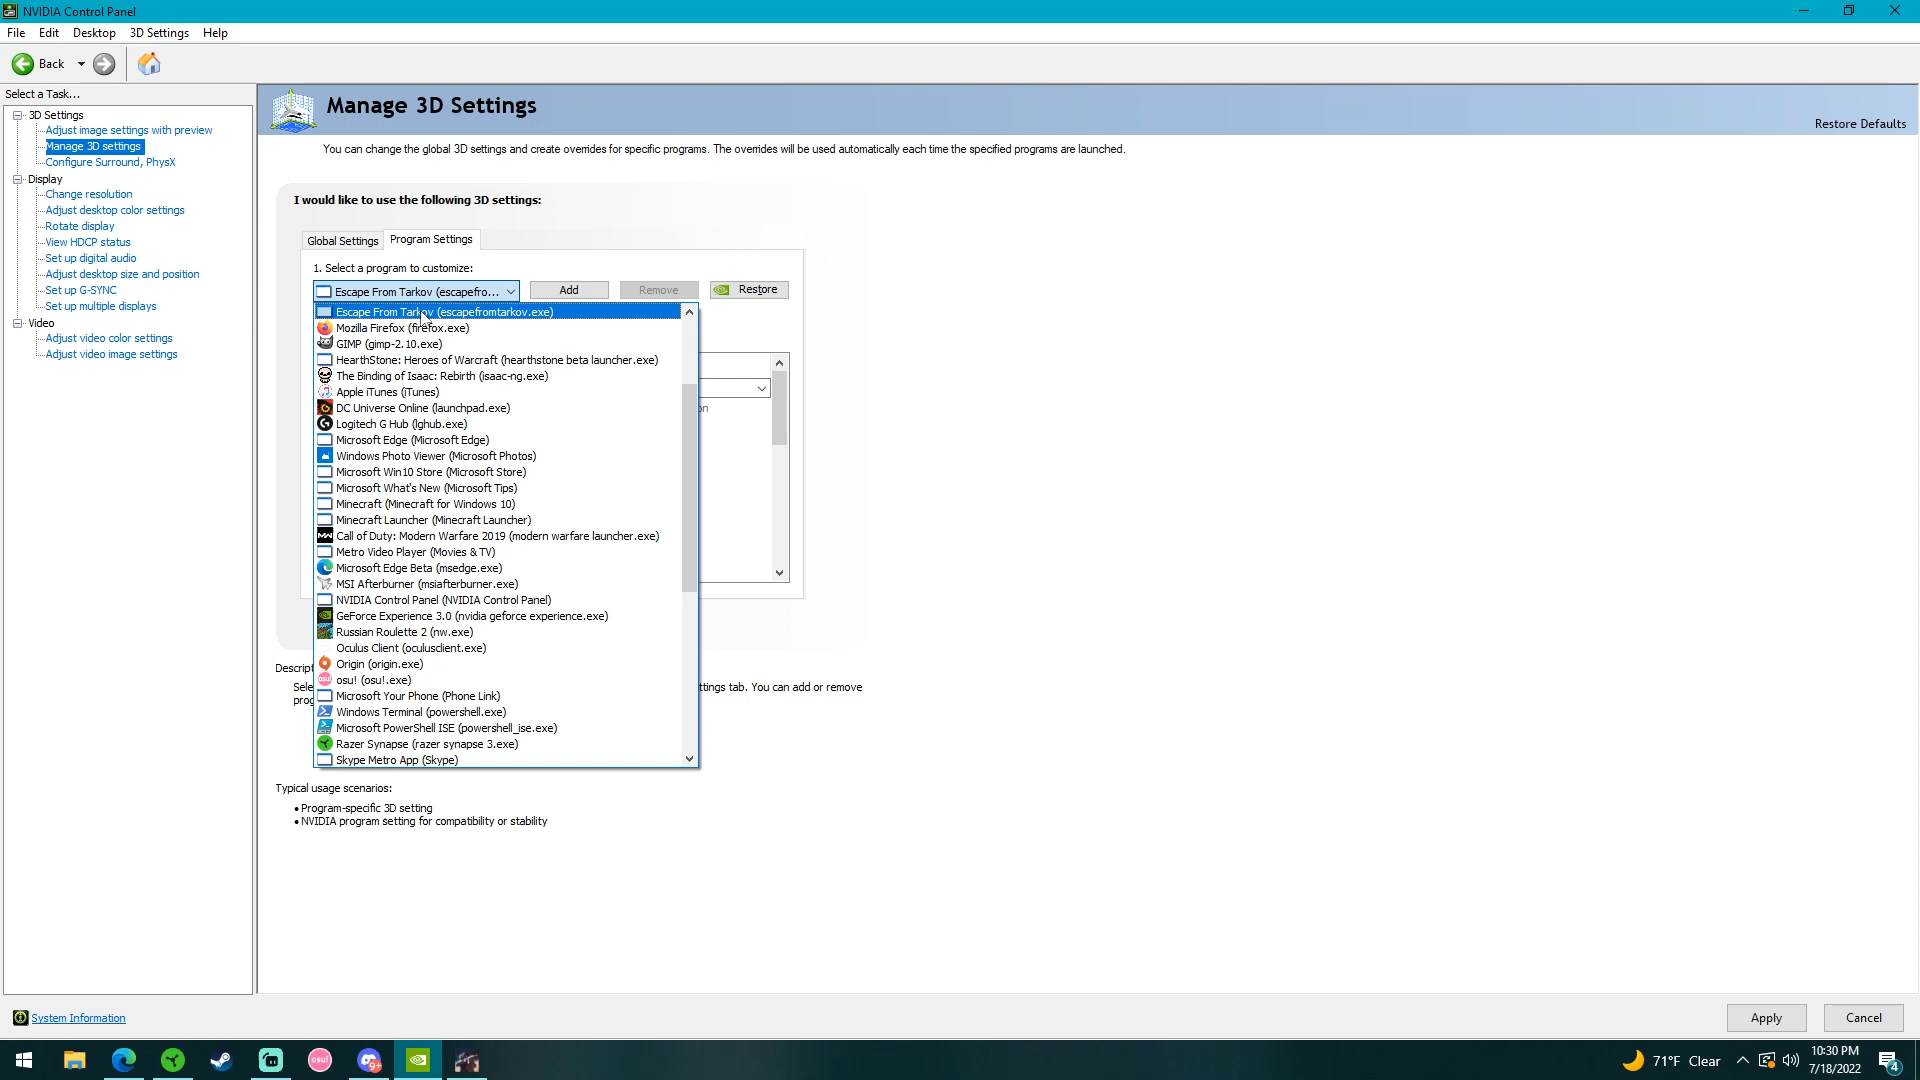 NVIDIA Control Panel
File Edit Desktop 3D Settings Help
Back
Select a Task...
3D Settings
Adjust image settings with preview
Manage 3D settings
Configure Surround, PhysX
Display
Change resolution
Adjust desktop color settings
Rotate display
View HDCP status
Set up digital audio
Adjust desktop size and position
Set up G-SYNC
Set up multiple displays
Video
Adjust video color settings
Adjust video image settings
Manage 3D Settings
Restore Defaults
You can change the global 3D settings and create overrides for specific programs. The overrides will be used automatically each time the specified programs are launched.
I would like to use the following 3D settings:
Global Settings Program Settings
1. Select a program to customize:
Escape From Tarkov (escapefro... Add Remove Restore
Escape From Tarkov (escapefromtarkov.exe)
Mozilla Firefox (firefox.exe)
GIMP (gimp-2.10.exe)
HearthStone: Heroes of Warcraft (hearthstone beta launcher.exe)
The Binding of Isaac: Rebirth (isaac-ng.exe)
Apple iTunes (iTunes)
DC Universe Online (launchpad.exe)
Logitech G Hub (lghub.exe)
Microsoft Edge (Microsoft Edge)
Windows Photo Viewer (Microsoft Photos)
Microsoft Win10 Store (Microsoft Store)
Microsoft What's New (Microsoft Tips)
Minecraft (Minecraft for Windows 10)
Minecraft Launcher (Minecraft Launcher)
Call of Duty: Modern Warfare 2019 (modern warfare launcher.exe)
Metro Video Player (Movies & TV)
Microsoft Edge Beta (msedge.exe)
MSI Afterburner (msiafterburner.exe)
NVIDIA Control Panel (NVIDIA Control Panel)
GeForce Experience 3.0 (nvidia geforce experience.exe)
Russian Roulette 2 (nw.exe)
Oculus Client (oculusclient.exe)
Origin (origin.exe)
osu! (osu!.exe)
Microsoft Your Phone (Phone Link)
Windows Terminal (powershell.exe)
Microsoft PowerShell ISE (powershell_ise.exe)
Razer Synapse (razer synapse 3.exe)
Skype Metro App (Skype)
on
Descript
Sele ttings tab. You can add or remove
prog
Typical usage scenarios:
• Program-specific 3D setting
• NVIDIA program setting for compatibility or stability
System Information
Apply Cancel
osu! 9+
71°F Clear
10:30 PM
7/18/2022
4